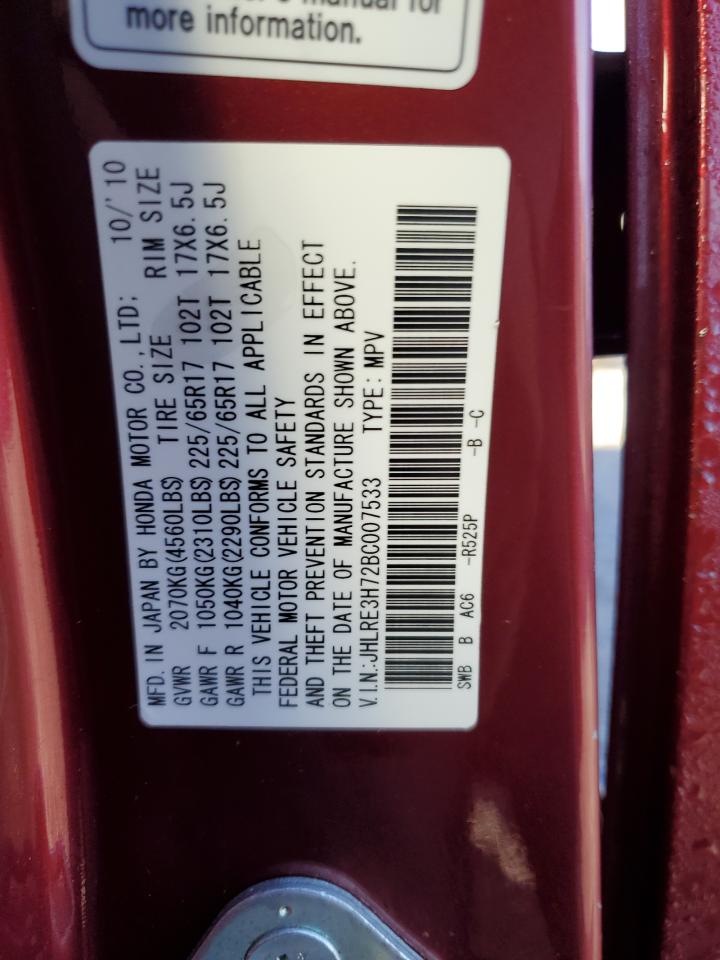 more information.
MFD. IN JAPAN BY HONDA MOTOR CO.,LTD: 10/'10
GVWR 2070KG(4560LBS) TIRE SIZE RIM SIZE
GAWR F 1050KG(2310LBS) 225/65R17 102T 17X6.5J
GAWR R 1040KG(2290LBS) 225/65R17 102T 17X6.5J
THIS VEHICLE CONFORMS TO ALL APPLICABLE
FEDERAL MOTOR VEHICLE SAFETY
AND THEFT PREVENTION STANDARDS IN EFFECT
ON THE DATE OF MANUFACTURE SHOWN ABOVE.
V.I.N.:JHLRE3H72BC007533 TYPE:MPV
SWB B AC6 -R525P -B -C